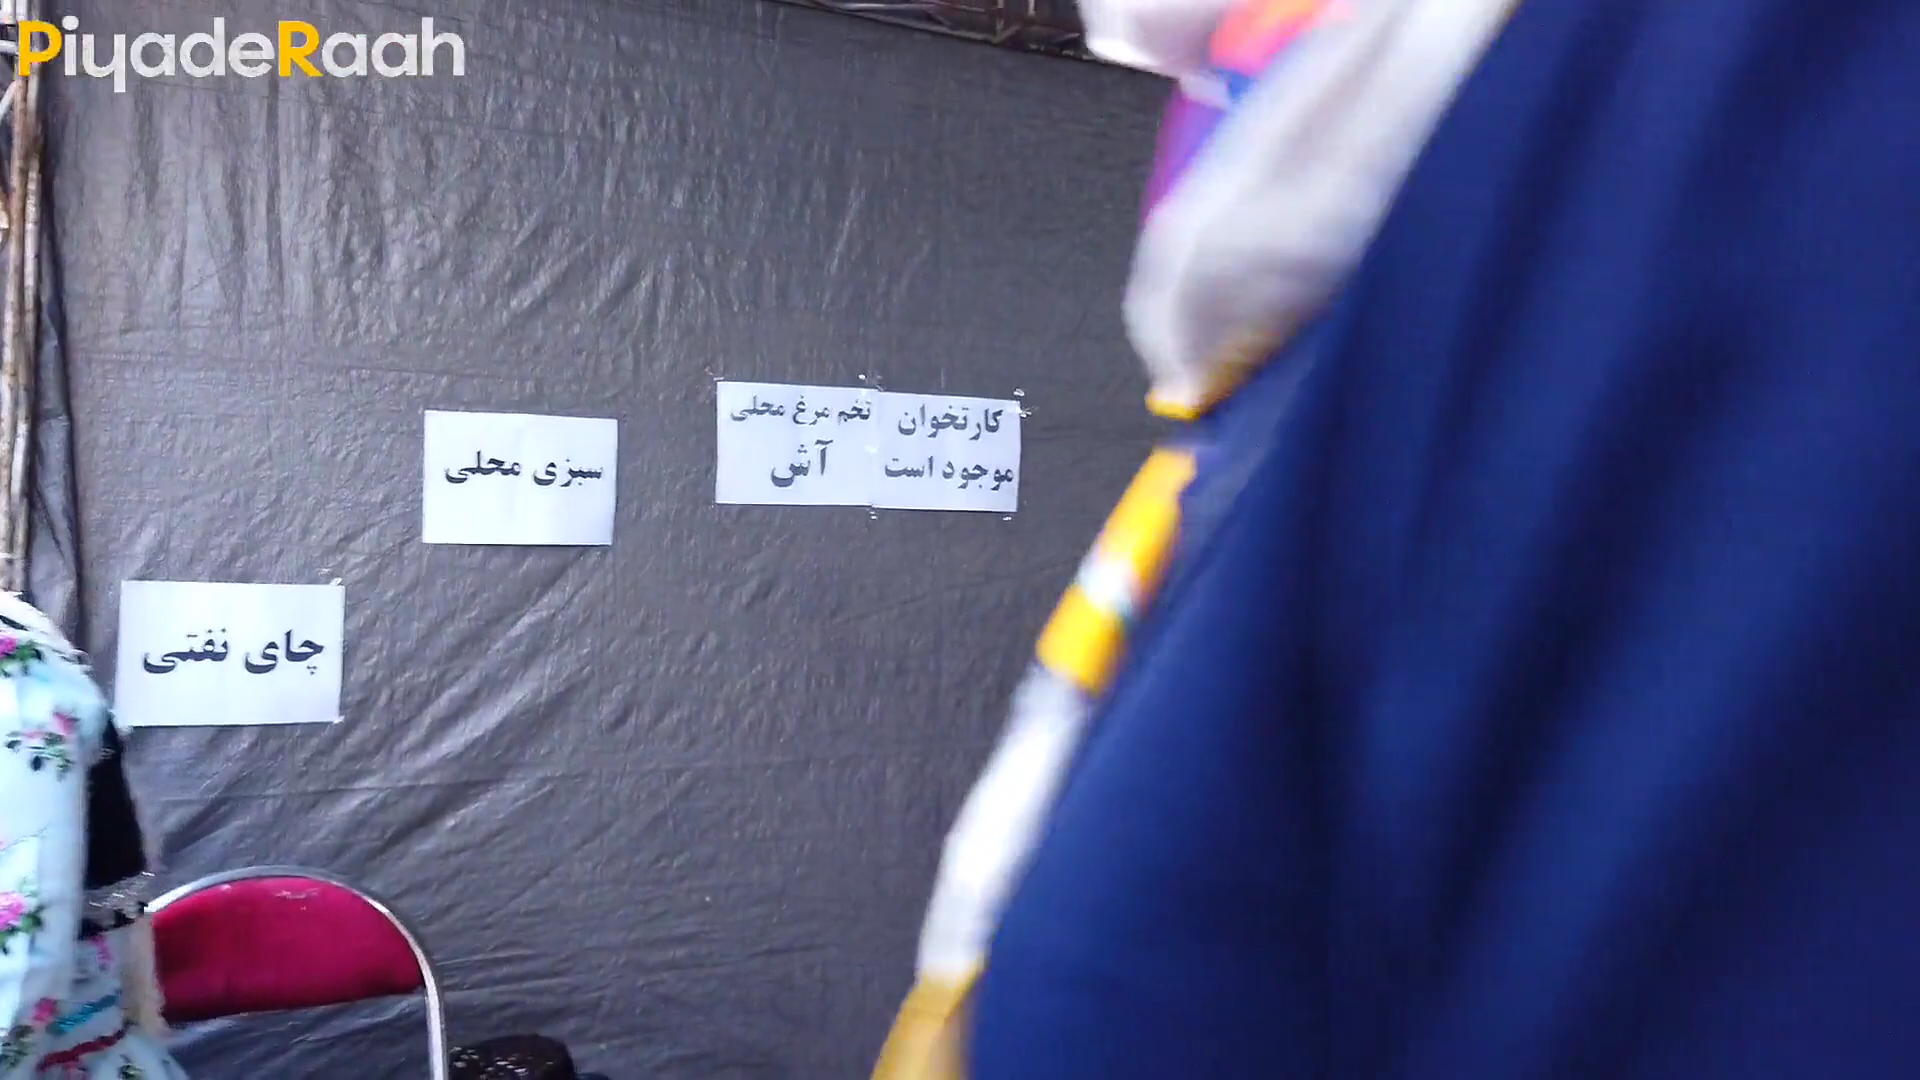 PiyadeRaah
کارتخوان
موجود است
تخم مرغ محلی
آش
سبزی محلی
چای نفتی